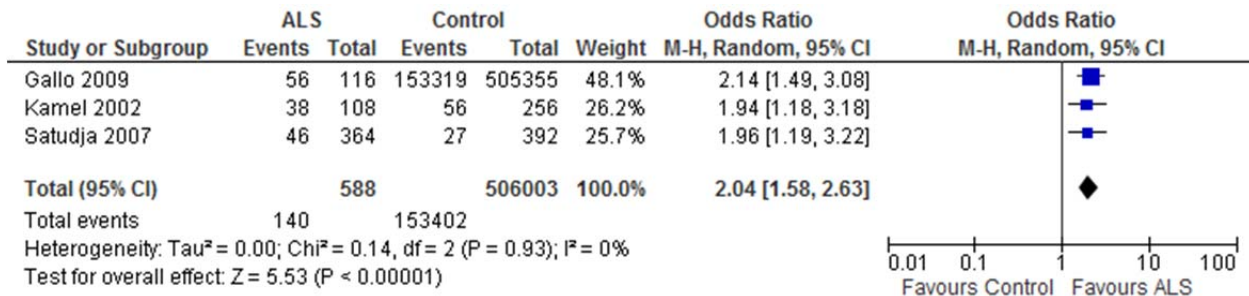 ALS Control Odds Ratio Odds Ratio
Study or Subgroup Events Total Events Total Weight M-H, Random, 95% CI M-H, Random, 95% CI
Gallo 2009 56 116 153319 505355 48.1% 2.14 [1.49, 3.08]
Kamel 2002 38 108 56 256 26.2% 1.94 [1.18, 3.18]
Satudja 2007 46 364 27 392 25.7% 1.96 [1.19, 3.22]
Total (95% CI) 588 506003 100.0% 2.04 [1.58, 2.63]
Total events 140 153402
Heterogeneity: Tau² = 0.00; Chi² = 0.14, df = 2 (P = 0.93); I² = 0%
Test for overall effect: Z = 5.53 (P < 0.00001)
0.01 0.1 1 10 100
Favours Control Favours ALS